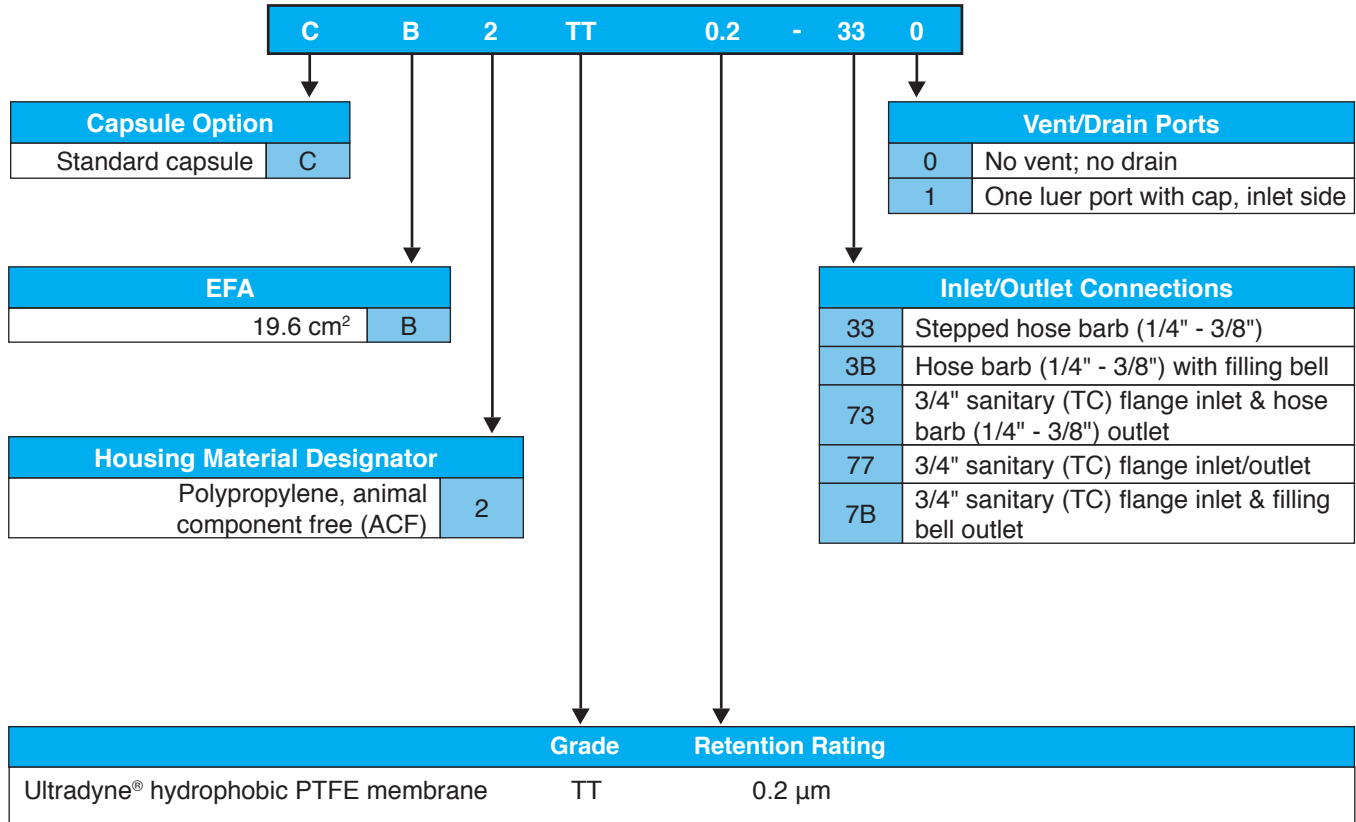 C B 2 TT 0.2 - 33 0
Capsule Option
Standard capsule C
EFA
19.6 cm² B
Housing Material Designator
Polypropylene, animal
component free (ACF) 2
Vent/Drain Ports
0 No vent; no drain
1 One luer port with cap, inlet side
Inlet/Outlet Connections
33 Stepped hose barb (1/4" - 3/8")
3B Hose barb (1/4" - 3/8") with filling bell
73 3/4" sanitary (TC) flange inlet & hose
barb (1/4" - 3/8") outlet
77 3/4" sanitary (TC) flange inlet/outlet
7B 3/4" sanitary (TC) flange inlet & filling
bell outlet
Grade Retention Rating
Ultradyne® hydrophobic PTFE membrane TT 0.2 µm